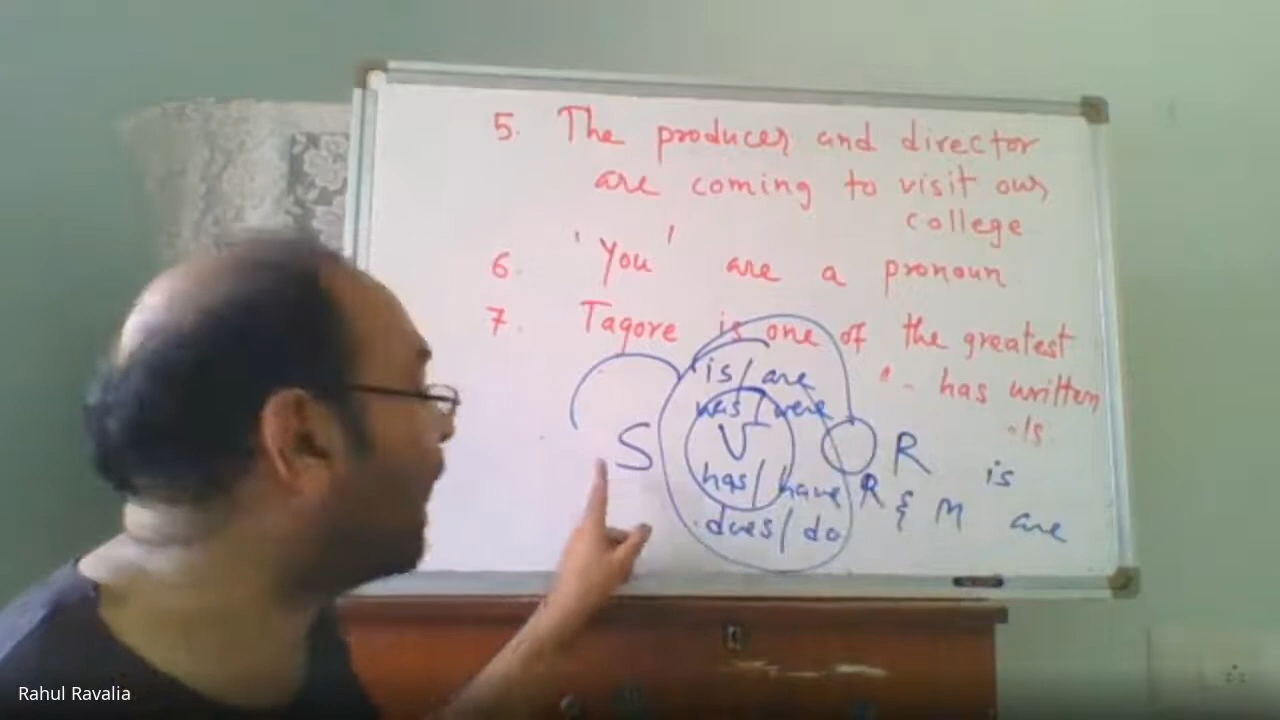 5. The producer and director
are coming to visit our
college
6. 'You' are a pronoun
7. Tagore is one of the greatest
is/are
has written
was/were
S V R is
has/have R & M are
does/do
Rahul Ravalia